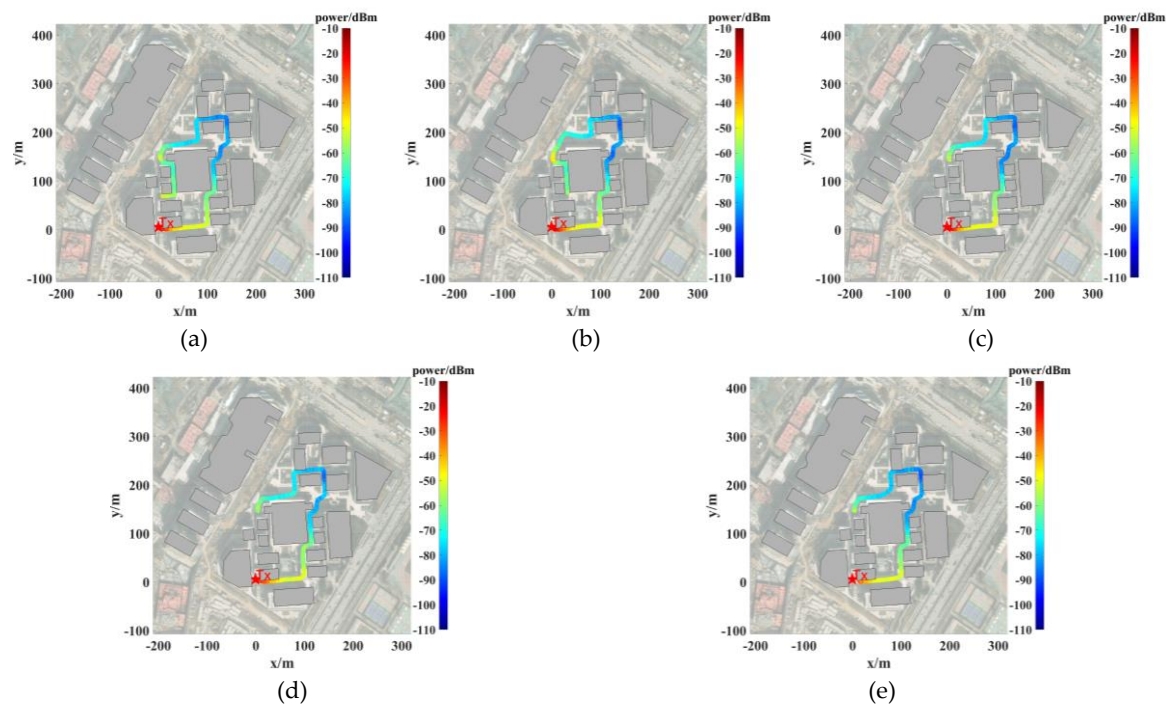 power/dBm power/dBm power/dBm
400 -10 400 -10 400 -10
-20 -20 -20
300 -30 300 -30 300 -30
-40 -40 -40
200 -50 200 -50 200 -50
y/m y/m y/m
-60 -60 -60
100 -70 100 -70 100 -70
-80 -80 -80
0 Tx -90 0 Tx -90 0 Tx -90
-100 -100 -100
-100 -110 -100 -110 -100 -110
-200 -100 0 100 200 300 -200 -100 0 100 200 300 -200 -100 0 100 200 300
x/m x/m x/m
(a) (b) (c)
power/dBm power/dBm
400 -10 400 -10
-20 -20
300 -30 300 -30
-40 -40
200 -50 200 -50
y/m y/m
-60 -60
100 -70 100 -70
-80 -80
0 Tx -90 0 Tx -90
-100 -100
-100 -110 -100 -110
-200 -100 0 100 200 300 -200 -100 0 100 200 300
x/m x/m
(d) (e)